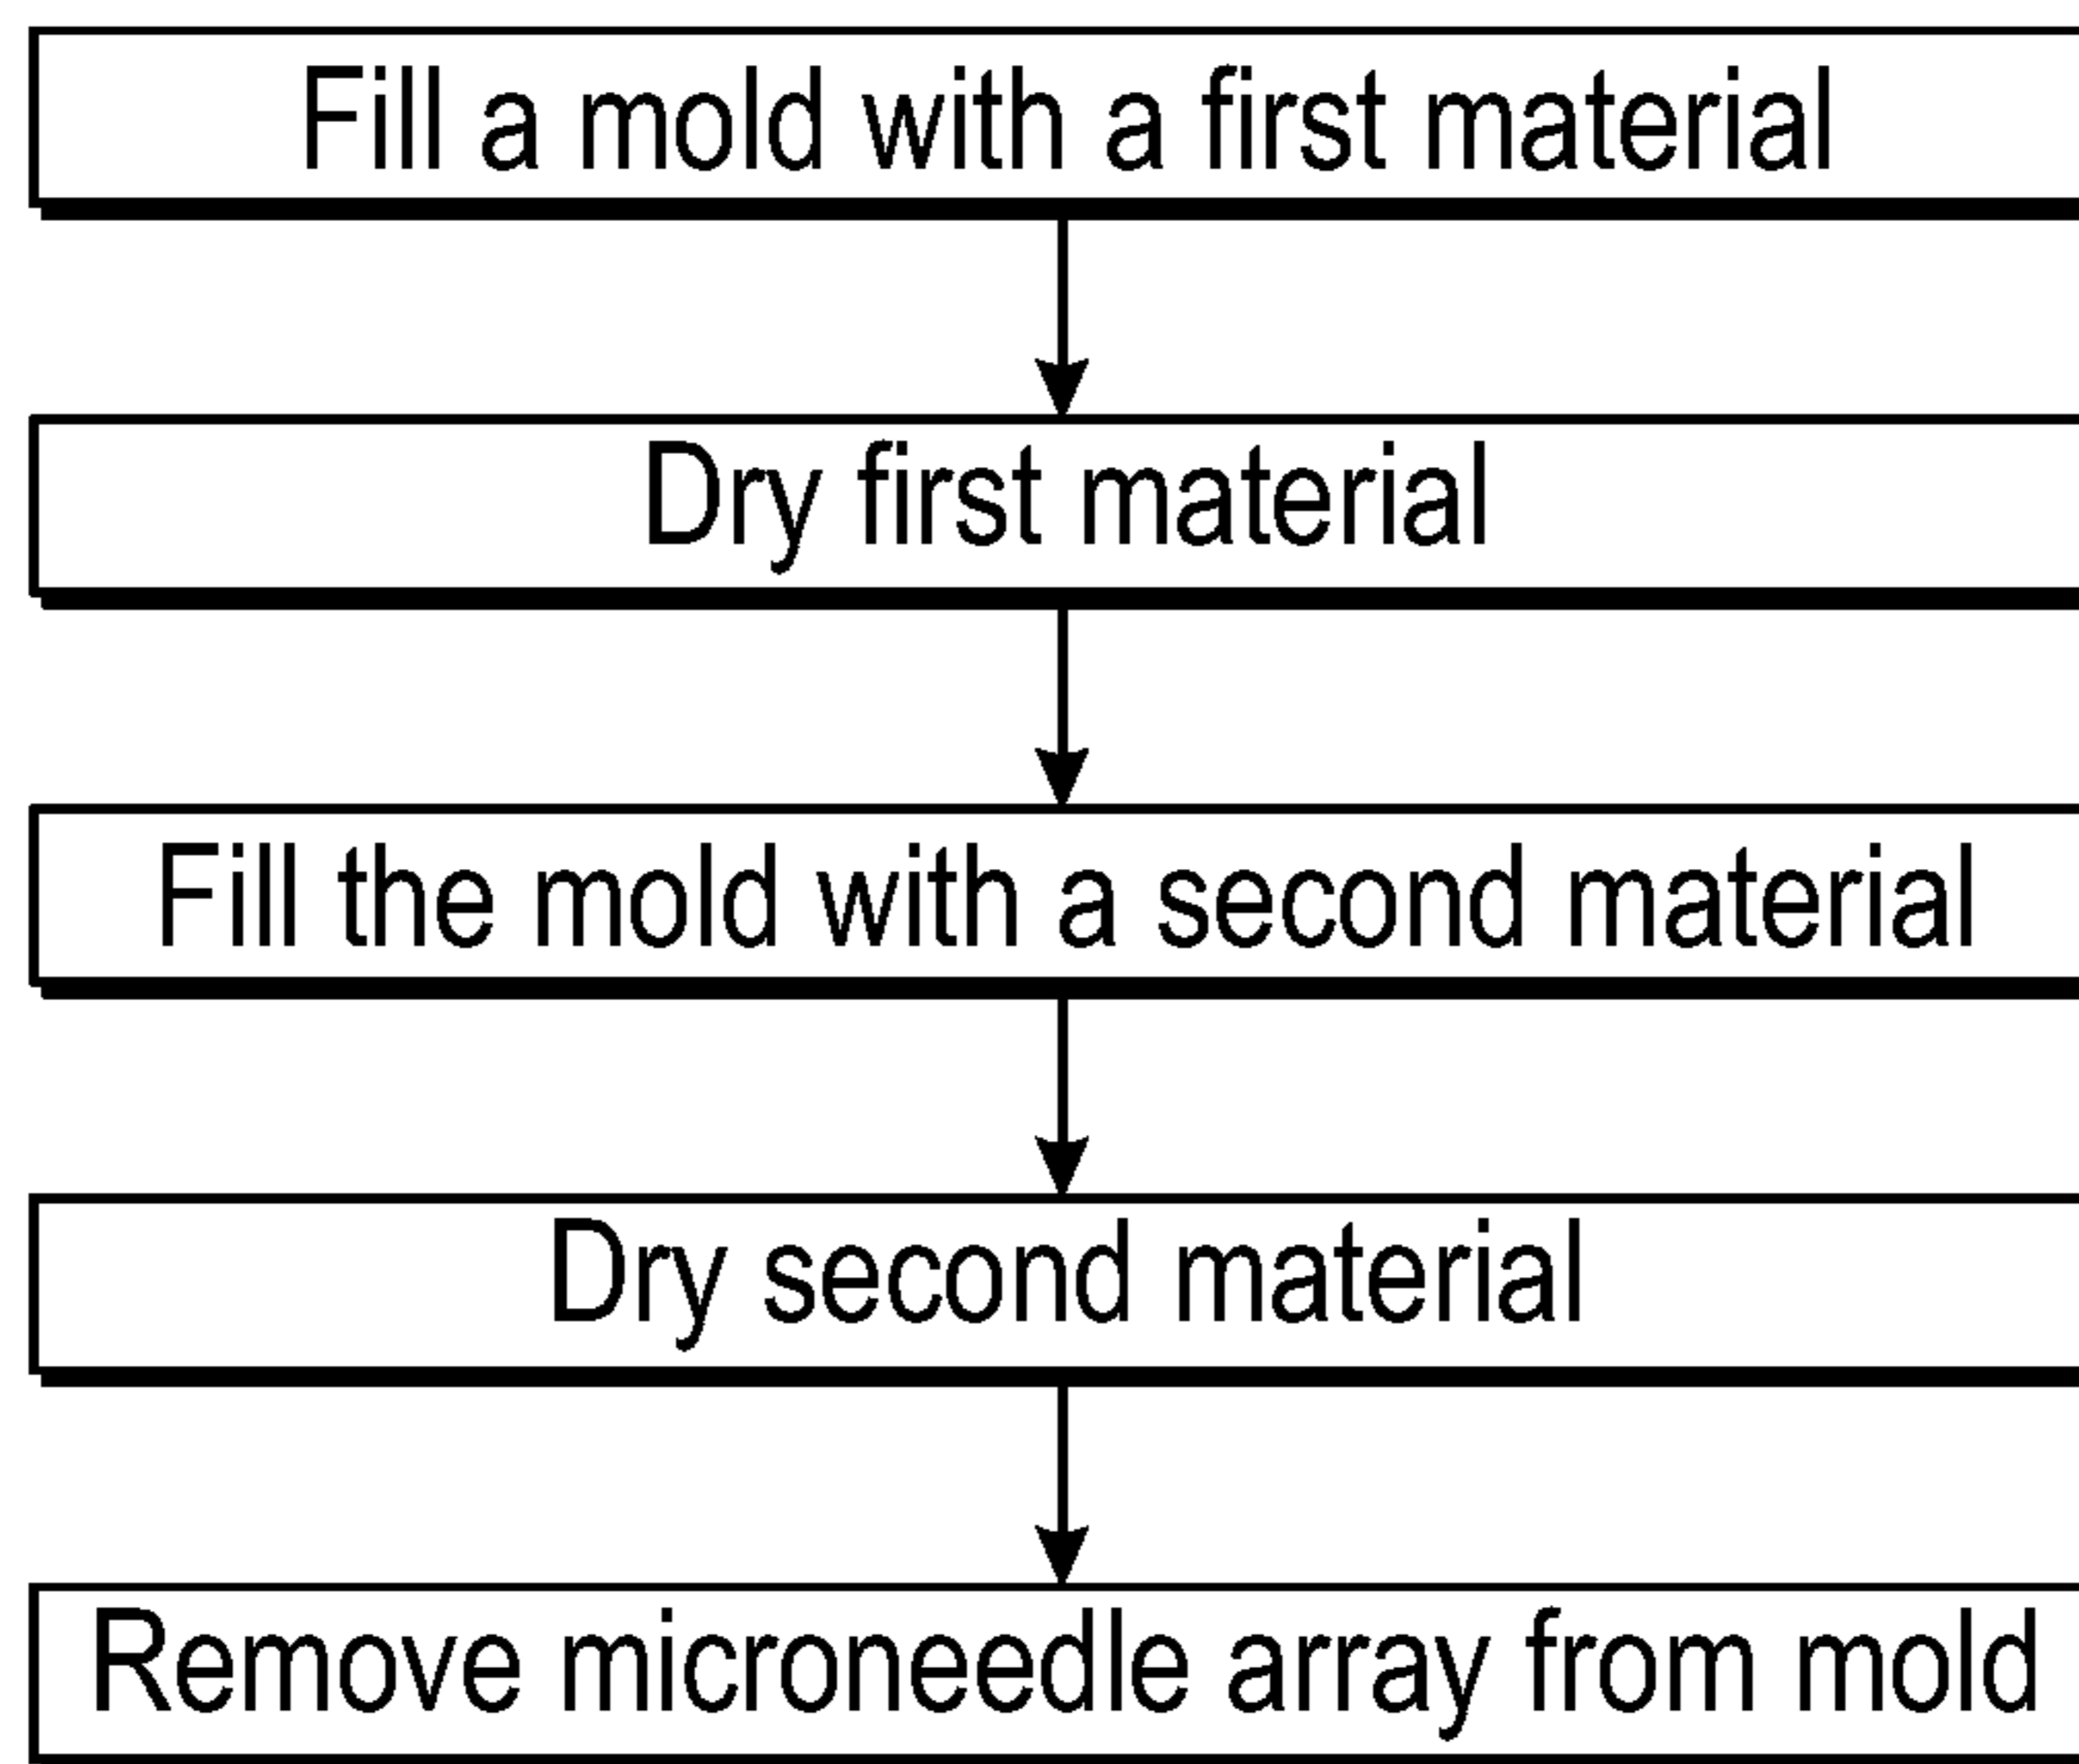 Fill a mold with a first material
Dry first material
Fill the mold with a second material
Dry second material
Remove microneedle array from mold